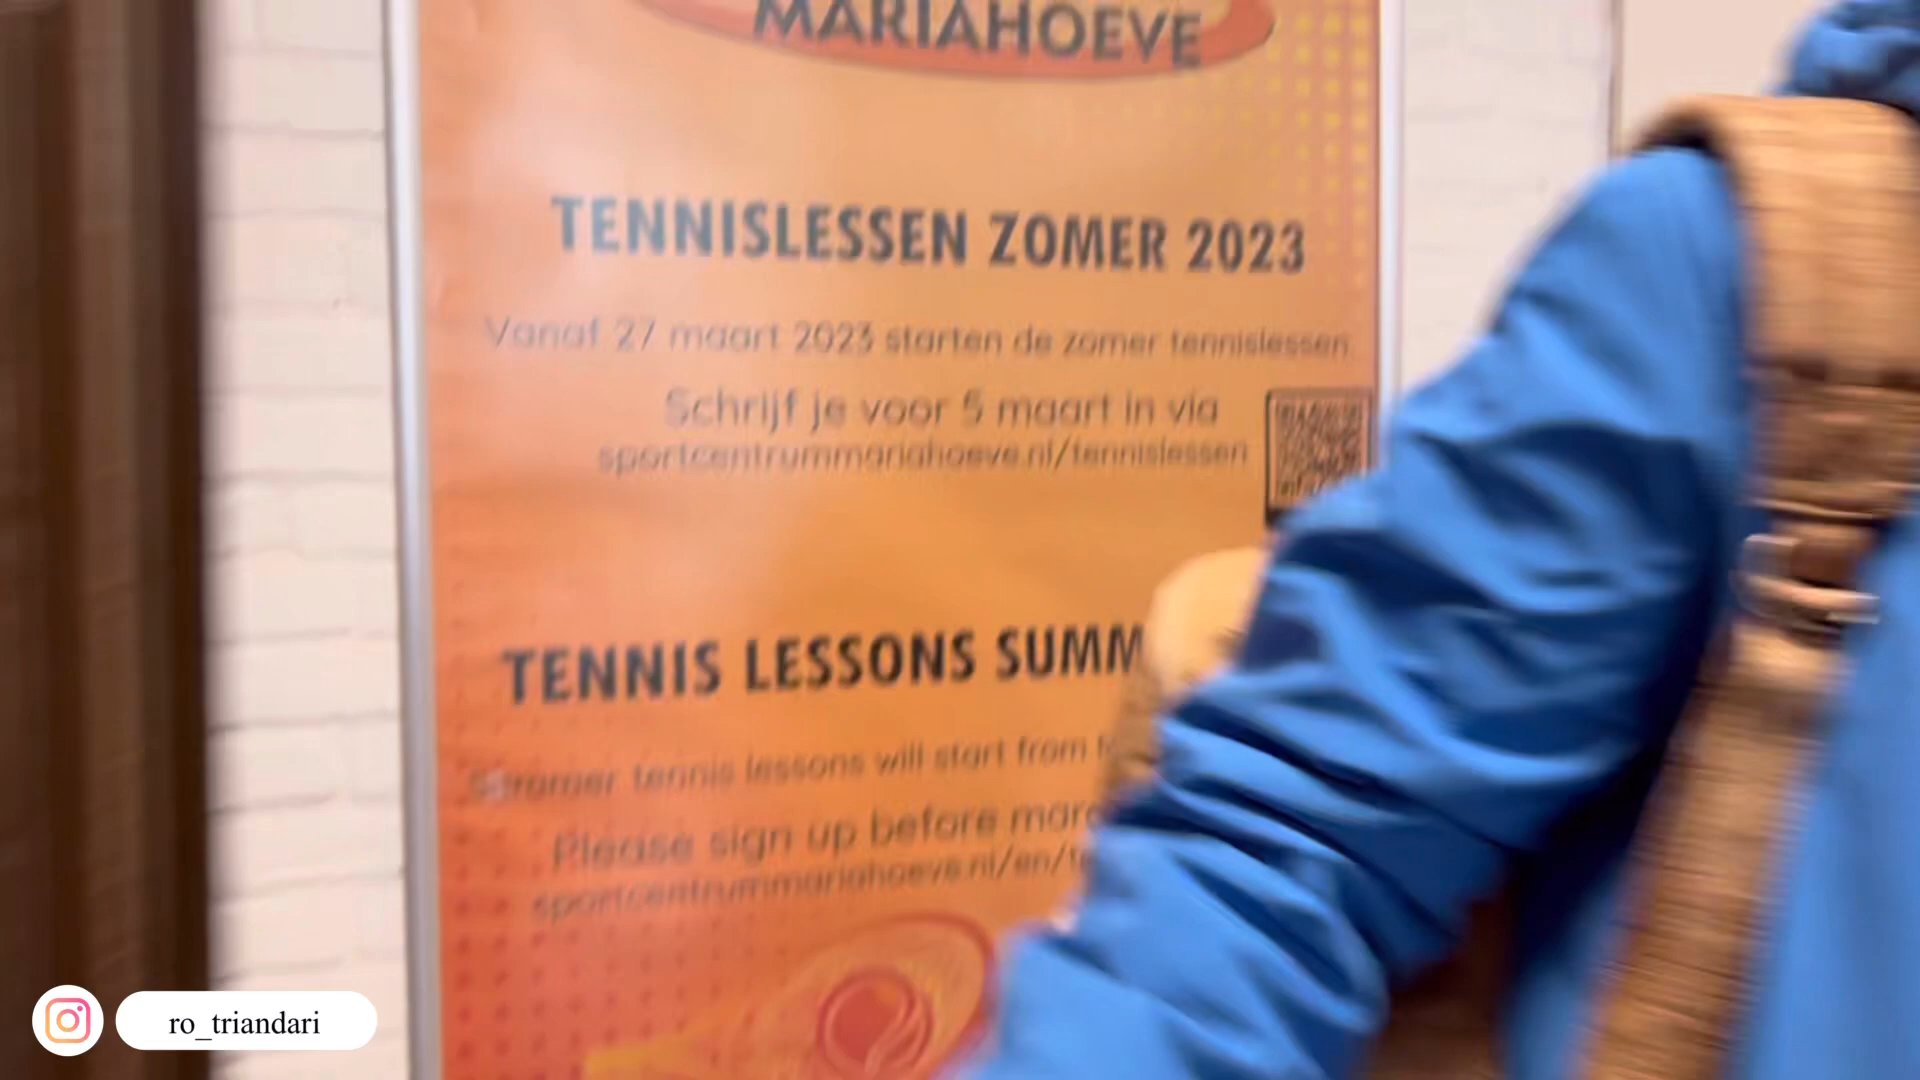 MARIAHOEVE
TENNISLESSEN ZOMER 2023
Vanaf 27 maart 2023 starten de zomer tennislessen
Schrijf je voor 5 maart in via
sportcentrummariahoeve.nl/tennislessen
TENNIS LESSONS SUMM
Summer tennis lessons will start from
Please sign up before marc
sportcentrummariahoeve.nl/en/t
ro_triandari